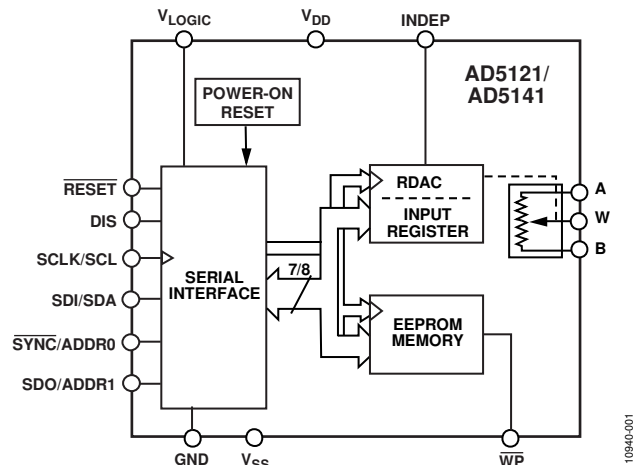 VLOGIC
VDD
INDEP
AD5121/
AD5141
POWER-ON
RESET
RESET
DIS
SCLK/SCL
SDI/SDA
SYNC/ADDR0
SDO/ADDR1
SERIAL
INTERFACE
7/8
RDAC
INPUT
REGISTER
EEPROM
MEMORY
A
W
B
GND
VSS
WP
10940-001